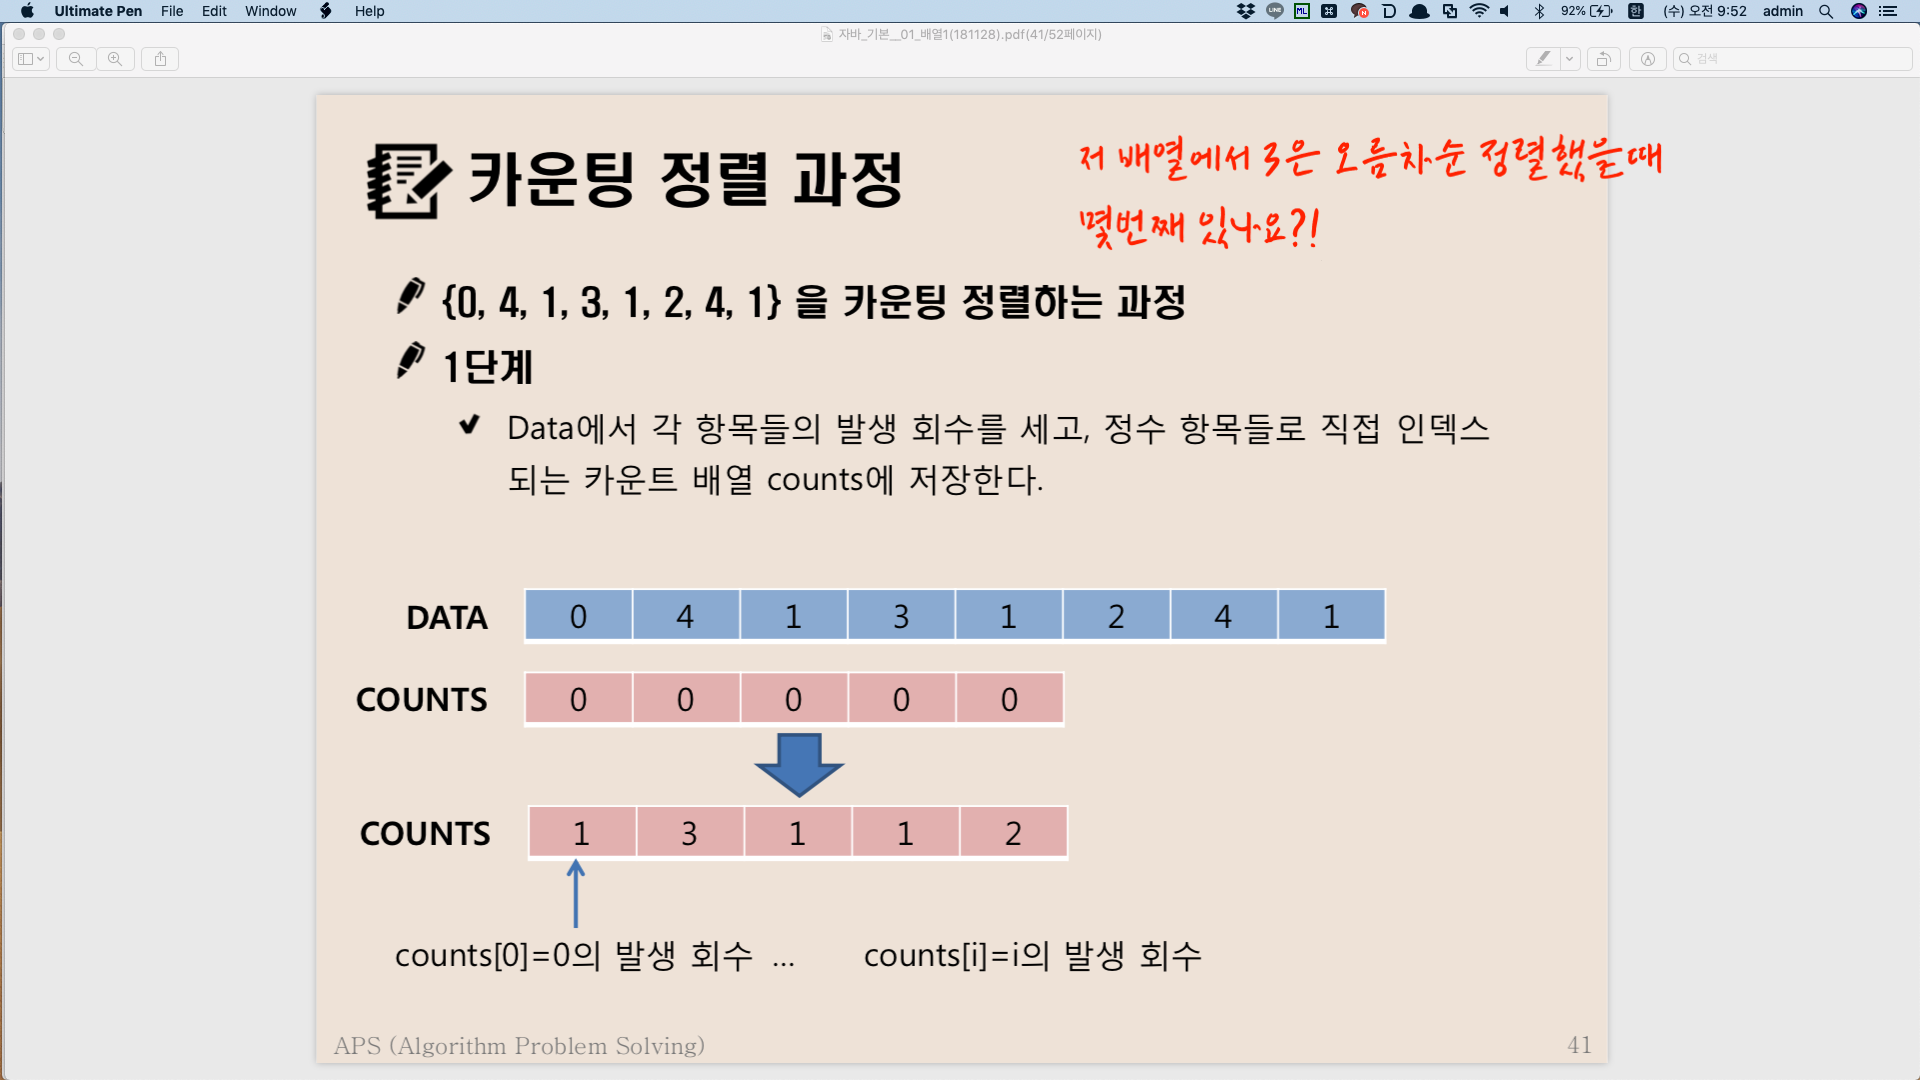 Ultimate Pen File Edit Window Help 92% 한 (수) 오전 9:52 admin
자바_기본__01_배열1(181128).pdf(41/52페이지)
검색
카운팅 정렬 과정
저 배열에서 3은 오름차순 정렬했을때
몇번째 있나요?!
{0, 4, 1, 3, 1, 2, 4, 1} 을 카운팅 정렬하는 과정
1단계
Data에서 각 항목들의 발생 회수를 세고, 정수 항목들로 직접 인덱스
되는 카운트 배열 counts에 저장한다.
DATA 0 4 1 3 1 2 4 1
COUNTS 0 0 0 0 0
COUNTS 1 3 1 1 2
counts[0]=0의 발생 회수 ... counts[i]=i의 발생 회수
APS (Algorithm Problem Solving) 41